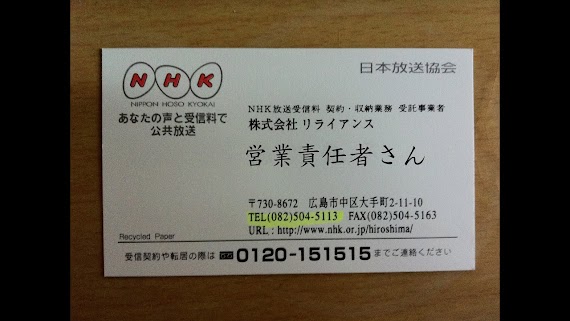 NHK
NIPPON HOSO KYOKAI
あなたの声と受信料で
公共放送
日本放送協会
NHK放送受信料 契約・収納業務 受託事業者
株式会社 リライアンス
営業責任者さん
〒730-8672 広島市中区大手町2-11-10
TEL(082)504-5113 FAX(082)504-5163
URL : http://www.nhk.or.jp/hiroshima/
Recycled Paper
受信契約や転居の際は 0120-151515 までご連絡ください